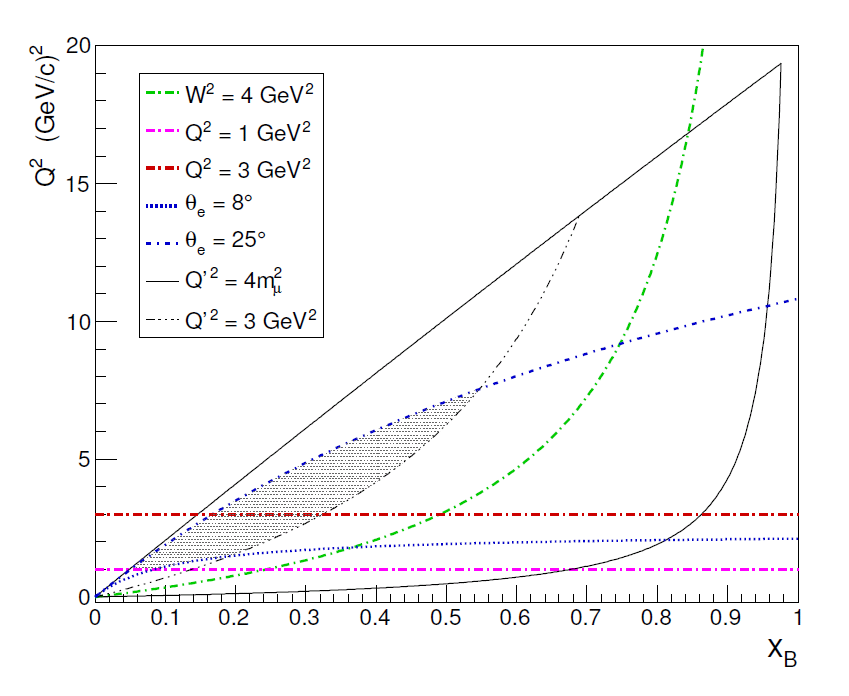 Q² (GeV/c)²
20
15
10
5
0
W² = 4 GeV²
Q² = 1 GeV²
Q² = 3 GeV²
θₑ = 8°
θₑ = 25°
Q'² = 4m²μ
Q'² = 3 GeV²
0 0.1 0.2 0.3 0.4 0.5 0.6 0.7 0.8 0.9 1
x_B